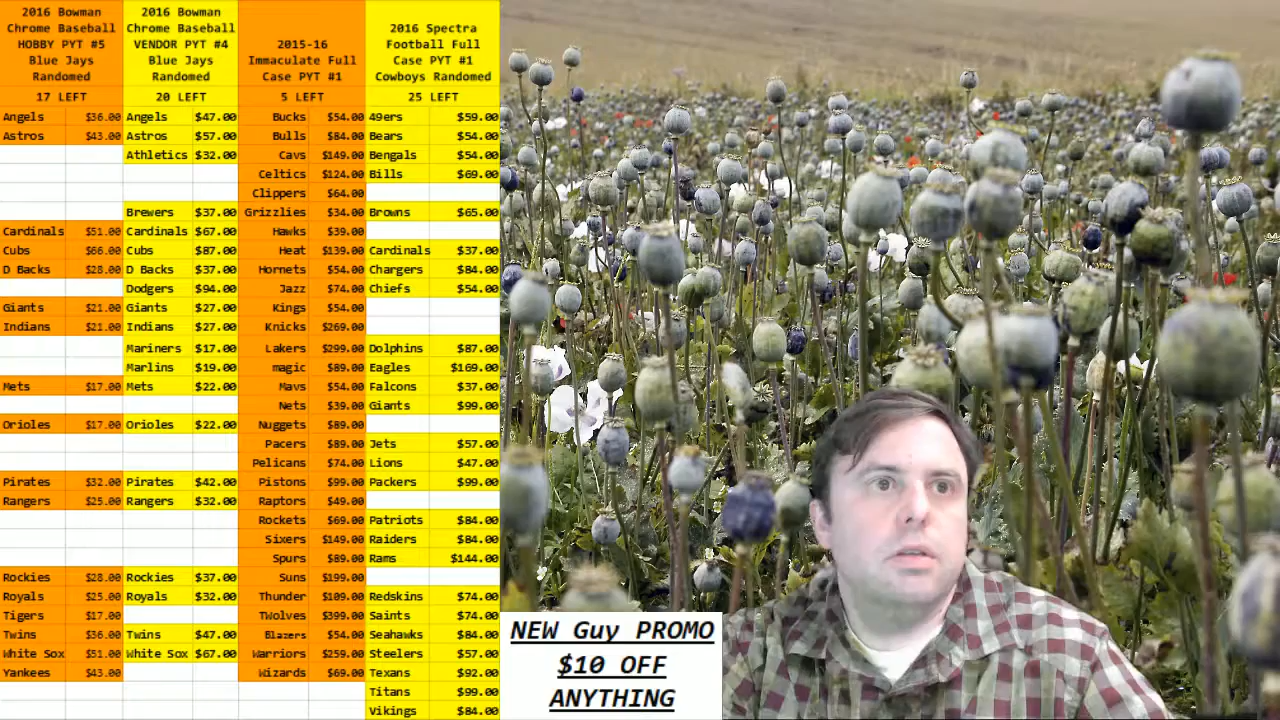 2016 Bowman
Chrome Baseball
HOBBY PYT #5
Blue Jays
Randomed
17 LEFT
Angels $36.00
Astros $43.00
Cardinals $51.00
Cubs $66.00
D Backs $28.00
Giants $21.00
Indians $21.00
Mets $17.00
Orioles $17.00
Pirates $32.00
Rangers $25.00
Rockies $28.00
Royals $25.00
Tigers $17.00
Twins $36.00
White Sox $51.00
Yankees $43.00
2016 Bowman
Chrome Baseball
VENDOR PYT #4
Blue Jays
Randomed
20 LEFT
Angels $47.00
Astros $57.00
Athletics $32.00
Brewers $37.00
Cardinals $67.00
Cubs $87.00
D Backs $37.00
Dodgers $94.00
Giants $27.00
Indians $27.00
Mariners $17.00
Marlins $19.00
Mets $22.00
Orioles $22.00
Pirates $42.00
Rangers $32.00
Rockies $37.00
Royals $32.00
Twins $47.00
White Sox $67.00
2015-16
Immaculate Full
Case PYT #1
5 LEFT
Bucks $54.00
Bulls $84.00
Cavs $149.00
Celtics $124.00
Clippers $64.00
Grizzlies $34.00
Hawks $39.00
Heat $139.00
Hornets $54.00
Jazz $74.00
Kings $54.00
Knicks $269.00
Lakers $299.00
magic $89.00
Mavs $54.00
Nets $39.00
Nuggets $89.00
Pacers $89.00
Pelicans $74.00
Pistons $99.00
Raptors $49.00
Rockets $69.00
Sixers $149.00
Spurs $89.00
Suns $199.00
Thunder $109.00
TWolves $399.00
Blazers $54.00
Warriors $259.00
Wizards $69.00
2016 Spectra
Football Full
Case PYT #1
Cowboys Randomed
25 LEFT
49ers $59.00
Bears $54.00
Bengals $54.00
Bills $69.00
Browns $65.00
Cardinals $37.00
Chargers $84.00
Chiefs $54.00
Dolphins $87.00
Eagles $169.00
Falcons $37.00
Giants $99.00
Jets $57.00
Lions $47.00
Packers $99.00
Patriots $84.00
Raiders $84.00
Rams $144.00
Redskins $74.00
Saints $74.00
Seahawks $84.00
Steelers $57.00
Texans $92.00
Titans $99.00
Vikings $84.00
NEW Guy PROMO
$10 OFF
ANYTHING